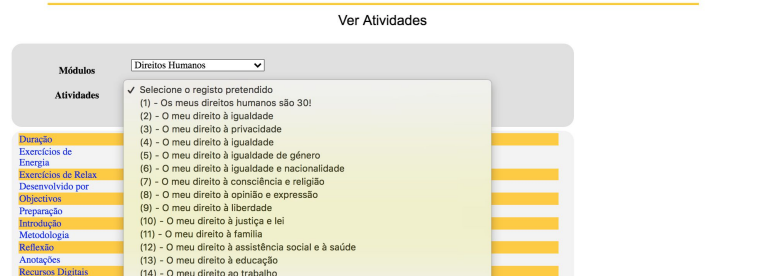 Ver Atividades
Módulos
Direitos Humanos
Atividades
✓ Selecione o registo pretendido
(1) - Os meus direitos humanos são 30!
(2) - O meu direito à igualdade
(3) - O meu direito à privacidade
(4) - O meu direito à igualdade
(5) - O meu direito à igualdade de género
(6) - O meu direito à igualdade e nacionalidade
(7) - O meu direito à consciência e religião
(8) - O meu direito à opinião e expressão
(9) - O meu direito à liberdade
(10) - O meu direito à justiça e lei
(11) - O meu direito à familia
(12) - O meu direito à assistência social e à saúde
(13) - O meu direito à educação
(14) - O meu direito ao trabalho
Duração
Exercícios de
Energia
Exercícios de Relax
Desenvolvido por
Objectivos
Preparação
Introdução
Metodologia
Reflexão
Anotações
Recursos Digitais